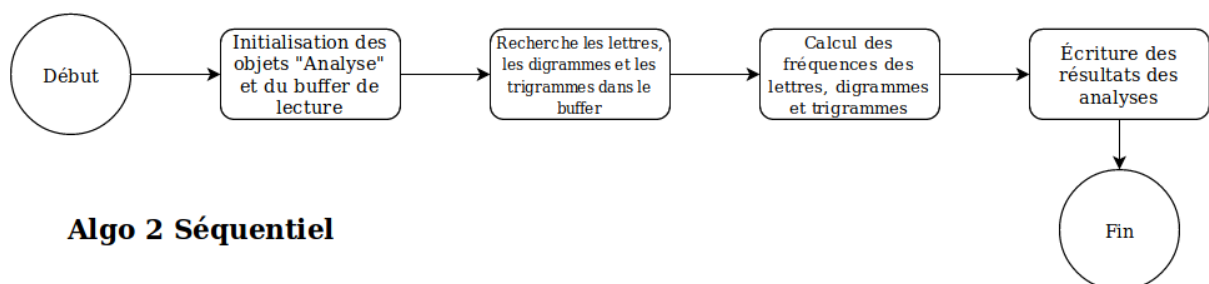 Début
Initialisation des
objets "Analyse"
et du buffer de
lecture
Recherche les lettres,
les digrammes et les
trigrammes dans le
buffer
Calcul des
fréquences des
lettres, digrammes
et trigrammes
Écriture des
résultats des
analyses
Algo 2 Séquentiel
Fin